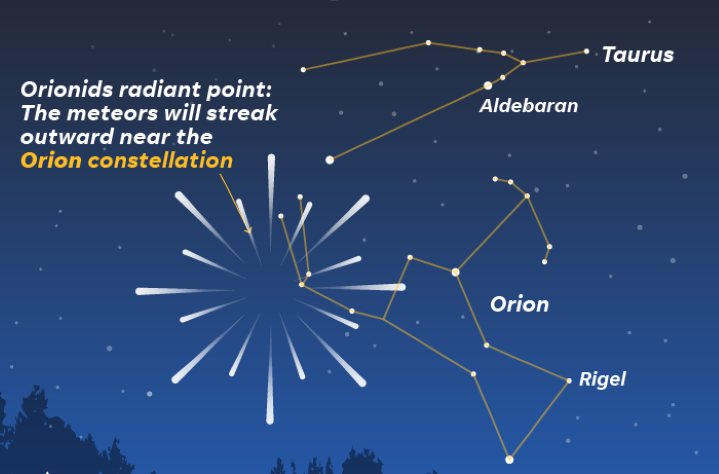 Taurus
Orionids radiant point:
The meteors will streak
outward near the
Orion constellation
Aldebaran
Orion
Rigel